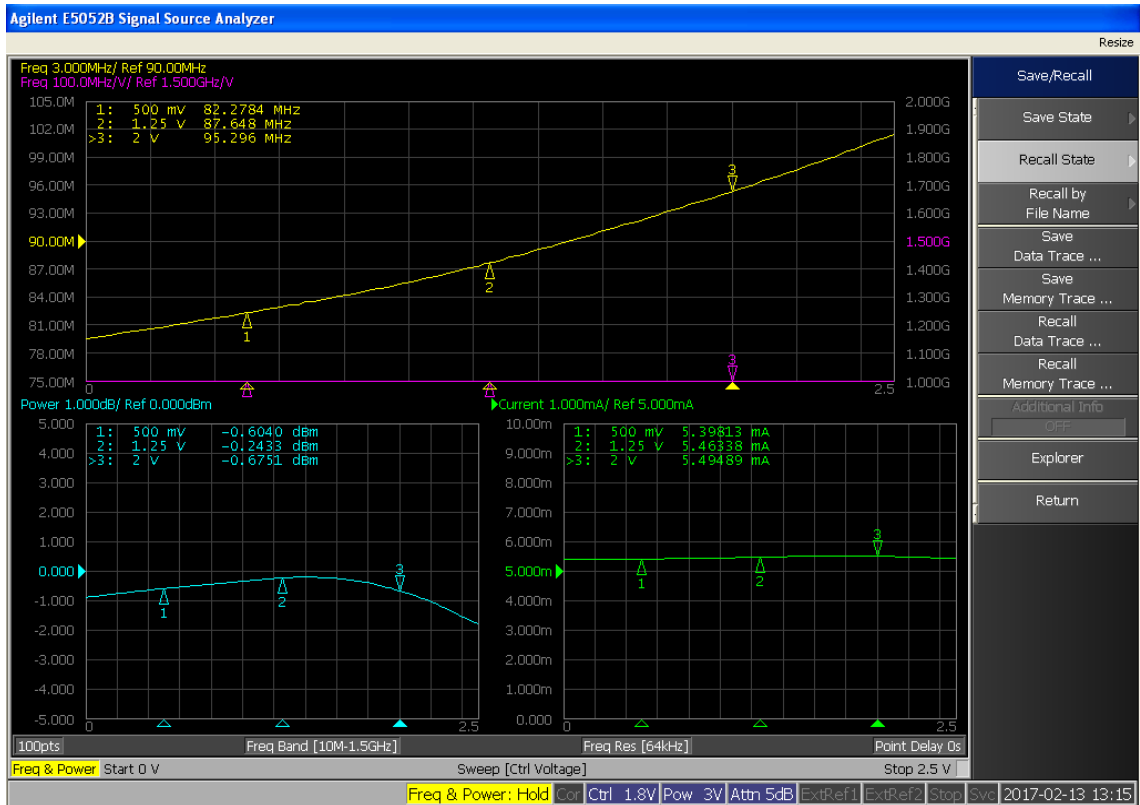 Agilent E5052B Signal Source Analyzer
Resize
Freq 3.000MHz/ Ref 90.00MHz
Freq 100.0MHz/V/ Ref 1.500GHz/V
105.0M
102.0M
99.00M
96.00M
93.00M
90.00M
87.00M
84.00M
81.00M
78.00M
75.00M
1: 500 mV 82.2784 MHz
2: 1.25 V 87.648 MHz
>3: 2 V 95.296 MHz
1
2
3
3
0
2.5
2.000G
1.900G
1.800G
1.700G
1.600G
1.500G
1.400G
1.300G
1.200G
1.100G
1.000G
Power 1.000dB/ Ref 0.000dBm
5.000
4.000
3.000
2.000
1.000
0.000
-1.000
-2.000
-3.000
-4.000
-5.000
1: 500 mV -0.6040 dBm
2: 1.25 V -0.2433 dBm
>3: 2 V -0.6751 dBm
1
2
3
0
2.5
Current 1.000mA/ Ref 5.000mA
10.00m
9.000m
8.000m
7.000m
6.000m
5.000m
4.000m
3.000m
2.000m
1.000m
0.000
1: 500 mV 5.39813 mA
2: 1.25 V 5.46338 mA
>3: 2 V 5.49489 mA
1
2
3
0
2.5
Save/Recall
Save State
Recall State
Recall by
File Name
Save
Data Trace ...
Save
Memory Trace ...
Recall
Data Trace ...
Recall
Memory Trace ...
Additional Info
OFF
Explorer
Return
100pts Freq Band [10M-1.5GHz] Freq Res [64kHz] Point Delay 0s
Freq & Power Start 0 V Sweep [Ctrl Voltage] Stop 2.5 V
Freq & Power: Hold Cor Ctrl 1.8V Pow 3V Attn 5dB ExtRef1 ExtRef2 Stop Svc 2017-02-13 13:15